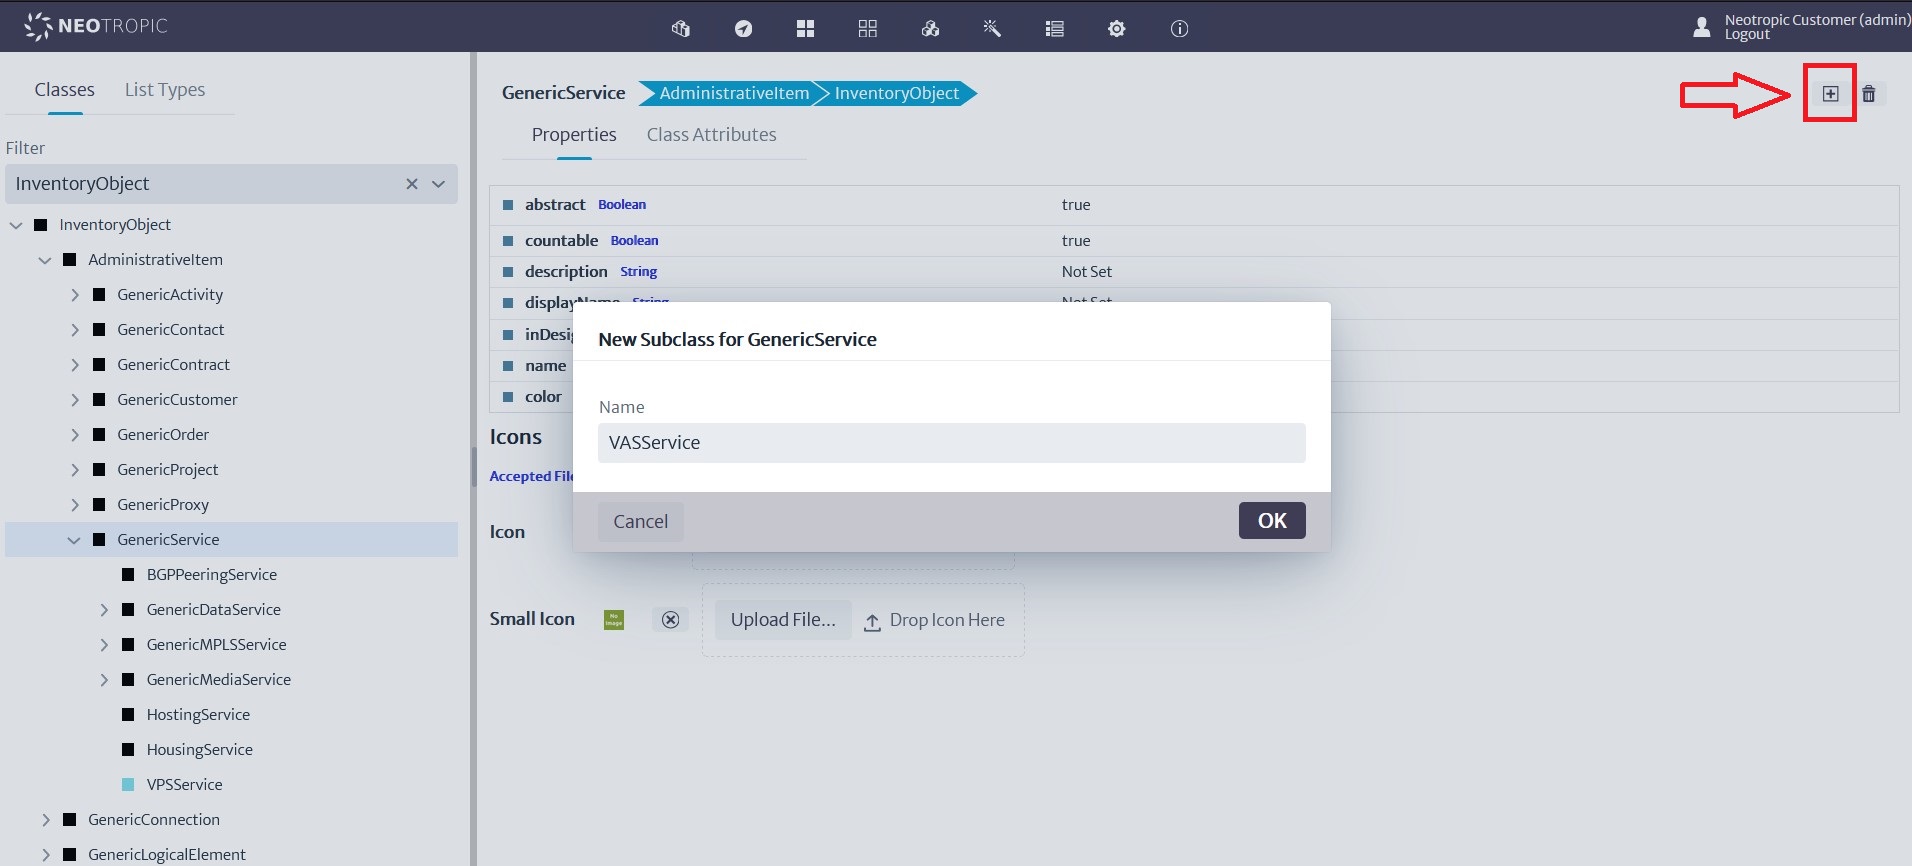 NEOTROPIC
Neotropic Customer (admin)
Logout
Classes
List Types
Filter
InventoryObject
InventoryObject
AdministrativeItem
GenericActivity
GenericContact
GenericContract
GenericCustomer
GenericOrder
GenericProject
GenericProxy
GenericService
BGPPeeringService
GenericDataService
GenericMPLSService
GenericMediaService
HostingService
HousingService
VPSService
GenericConnection
GenericLogicalElement
GenericService AdministrativeItem InventoryObject
Properties
Class Attributes
abstract Boolean true
countable Boolean true
description String Not Set
displayName String Not Set
inDesi
name
color
New Subclass for GenericService
Name
VASService
Cancel
OK
Icons
Accepted File
Icon
Small Icon
No Image
Upload File...
Drop Icon Here